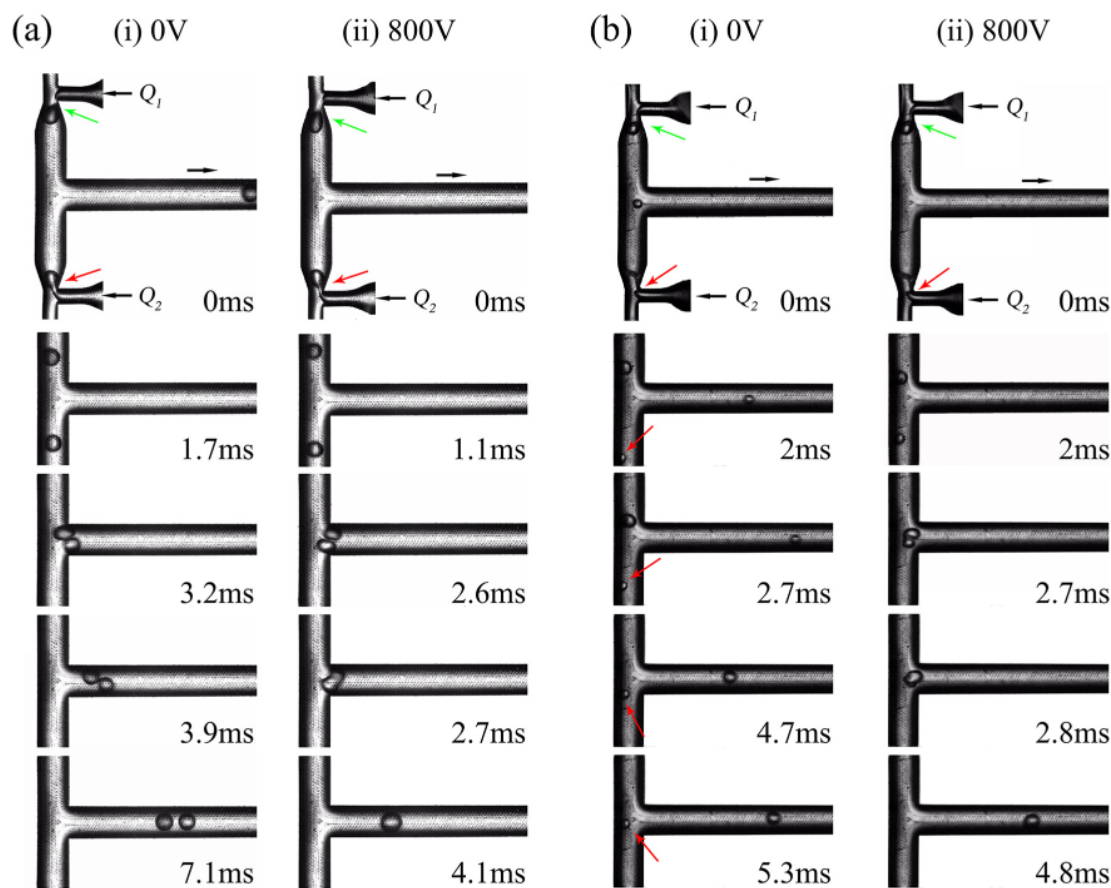 (a) (i) 0V (ii) 800V (b) (i) 0V (ii) 800V
Q1 Q1 Q1 Q1
Q2 0ms Q2 0ms Q2 0ms Q2 0ms
1.7ms 1.1ms 2ms 2ms
3.2ms 2.6ms 2.7ms 2.7ms
3.9ms 2.7ms 4.7ms 2.8ms
7.1ms 4.1ms 5.3ms 4.8ms